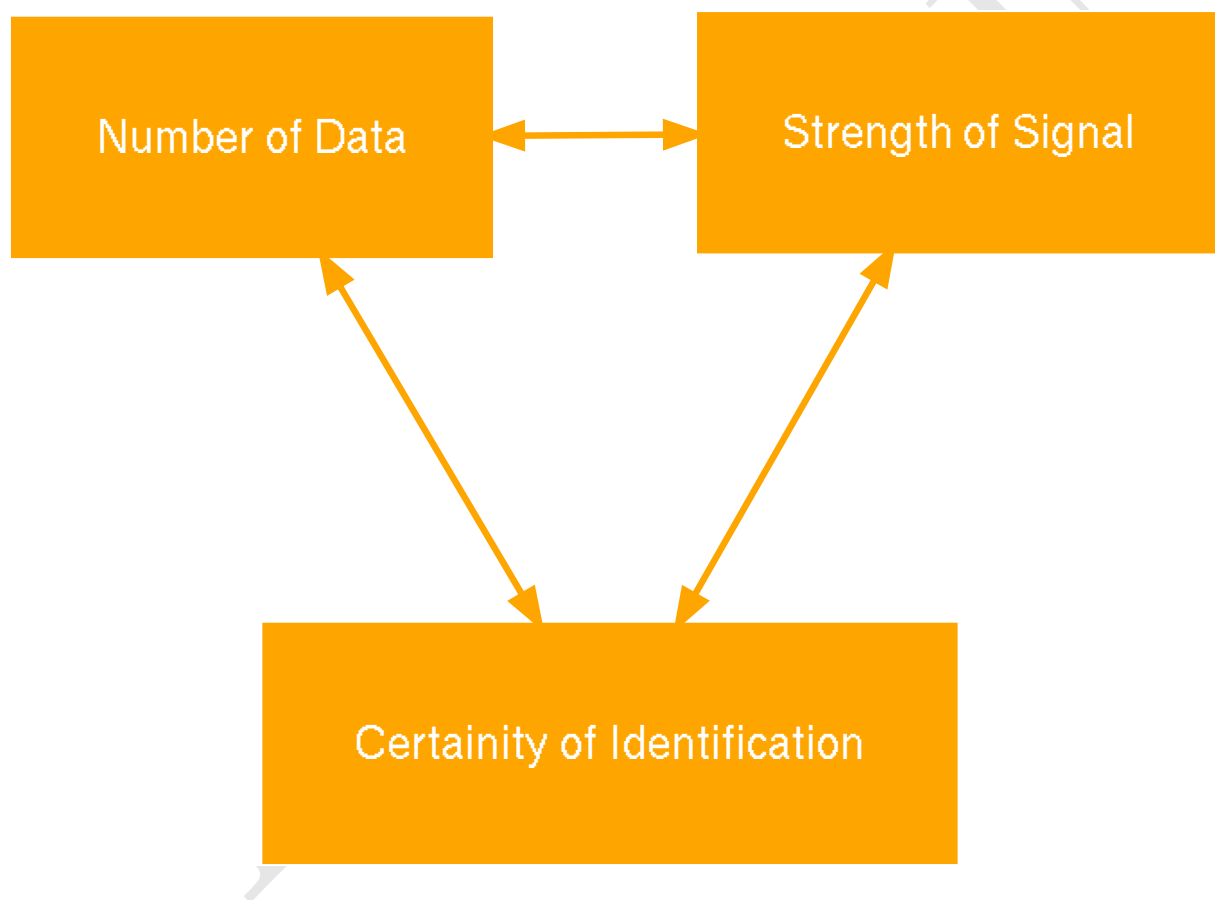 Number of Data
Strength of Signal
Certainity of Identification